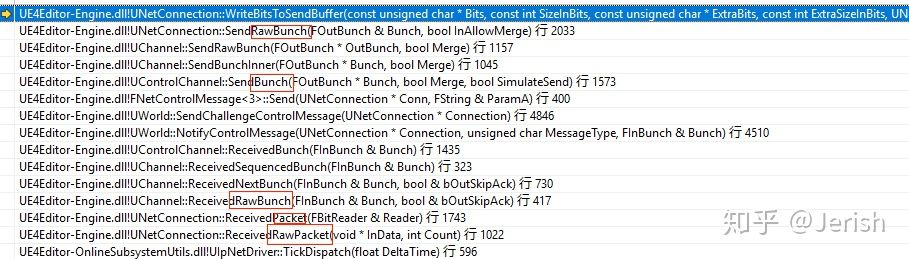 UE4Editor-Engine.dll!UNetConnection::WriteBitsToSendBuffer(const unsigned char * Bits, const int SizeInBits, const unsigned char * ExtraBits, const int ExtraSizeInBits, UN
UE4Editor-Engine.dll!UNetConnection::SendRawBunch(FOutBunch & Bunch, bool InAllowMerge) 行 2033
UE4Editor-Engine.dll!UChannel::SendRawBunch(FOutBunch * OutBunch, bool Merge) 行 1157
UE4Editor-Engine.dll!UChannel::SendBunchInner(FOutBunch * Bunch, bool Merge) 行 1045
UE4Editor-Engine.dll!UControlChannel::SendBunch(FOutBunch * Bunch, bool Merge, bool SimulateSend) 行 1573
UE4Editor-Engine.dll!FNetControlMessage<3>::Send(UNetConnection * Conn, FString & ParamA) 行 400
UE4Editor-Engine.dll!UWorld::SendChallengeControlMessage(UNetConnection * Connection) 行 4846
UE4Editor-Engine.dll!UWorld::NotifyControlMessage(UNetConnection * Connection, unsigned char MessageType, FInBunch & Bunch) 行 4510
UE4Editor-Engine.dll!UControlChannel::ReceivedBunch(FInBunch & Bunch) 行 1435
UE4Editor-Engine.dll!UChannel::ReceivedSequencedBunch(FInBunch & Bunch) 行 323
UE4Editor-Engine.dll!UChannel::ReceivedNextBunch(FInBunch & Bunch, bool & bOutSkipAck) 行 730
UE4Editor-Engine.dll!UChannel::ReceivedRawBunch(FInBunch & Bunch, bool & bOutSkipAck) 行 417
UE4Editor-Engine.dll!UNetConnection::ReceivedPacket(FBitReader & Reader) 行 1743
UE4Editor-Engine.dll!UNetConnection::ReceivedRawPacket(void * InData, int Count) 行 1022
UE4Editor-OnlineSubsystemUtils.dll!UIpNetDriver::TickDispatch(float DeltaTime) 行 596
知乎 @Jerish